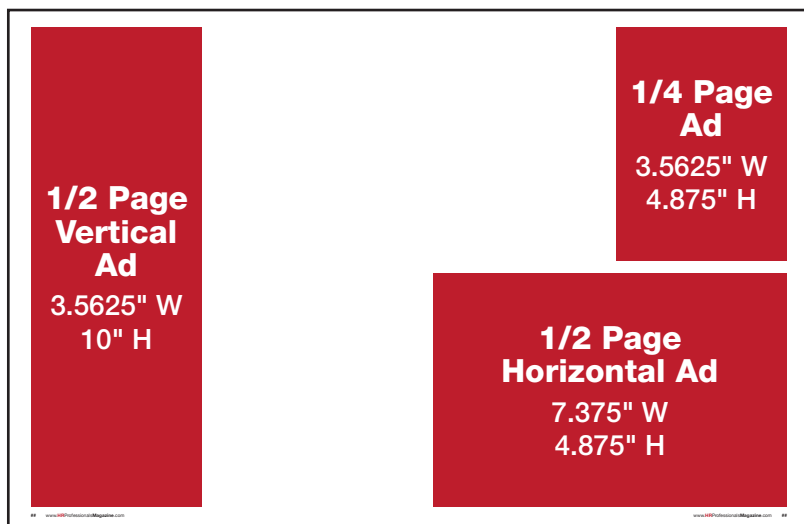 1/2 Page
Vertical
Ad
3.5625" W
10" H
1/4 Page
Ad
3.5625" W
4.875" H
1/2 Page
Horizontal Ad
7.375" W
4.875" H
## www.HRProfessionalsMagazine.com
www.HRProfessionalsMagazine.com ##